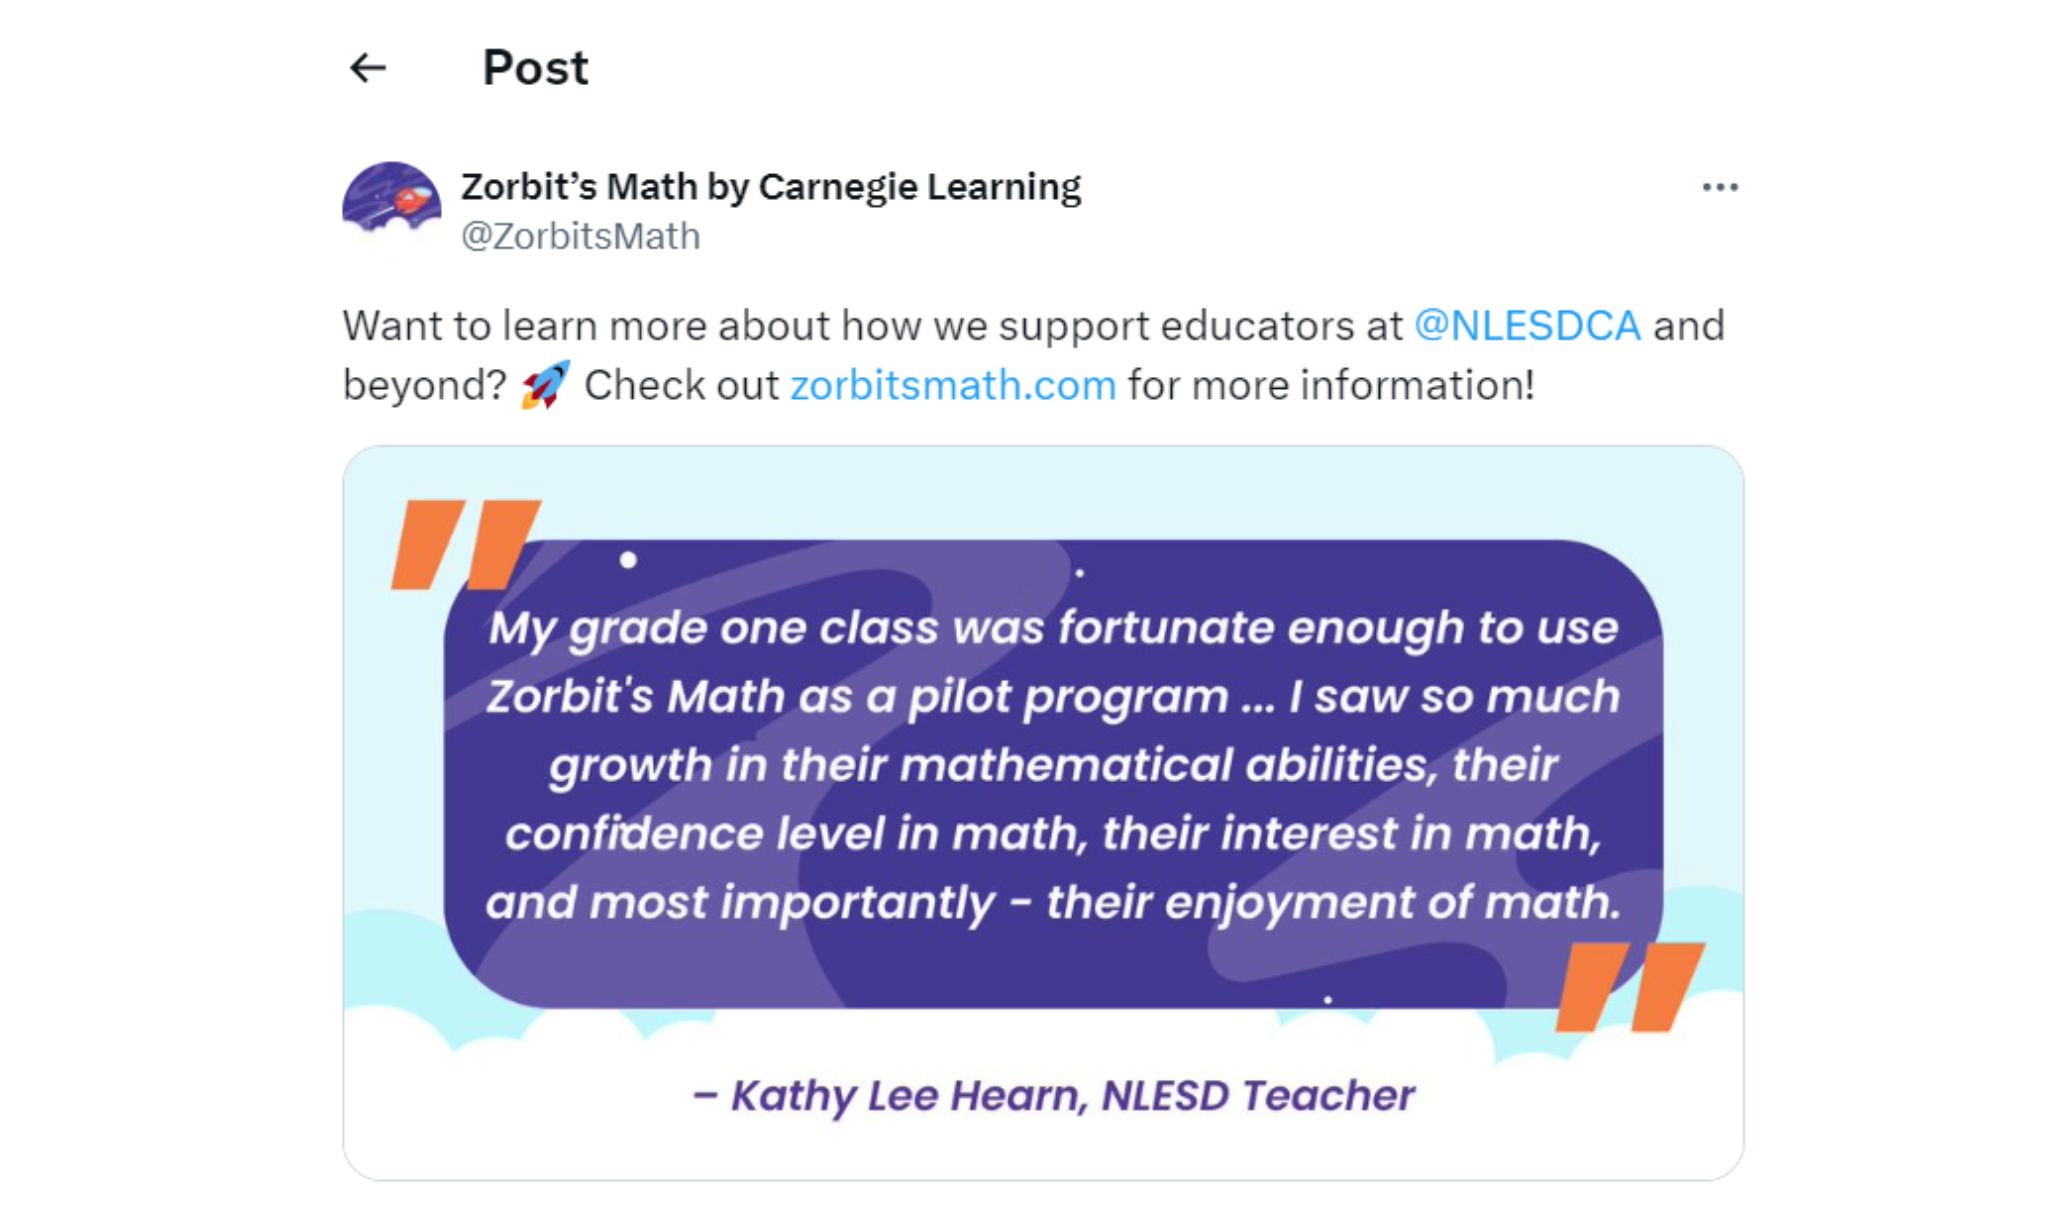 ← Post
Zorbit’s Math by Carnegie Learning
@ZorbitsMath
Want to learn more about how we support educators at @NLESDCA and
beyond? 🚀 Check out zorbitsmath.com for more information!
"My grade one class was fortunate enough to use
Zorbit's Math as a pilot program ... I saw so much
growth in their mathematical abilities, their
confidence level in math, their interest in math,
and most importantly - their enjoyment of math."
– Kathy Lee Hearn, NLESD Teacher